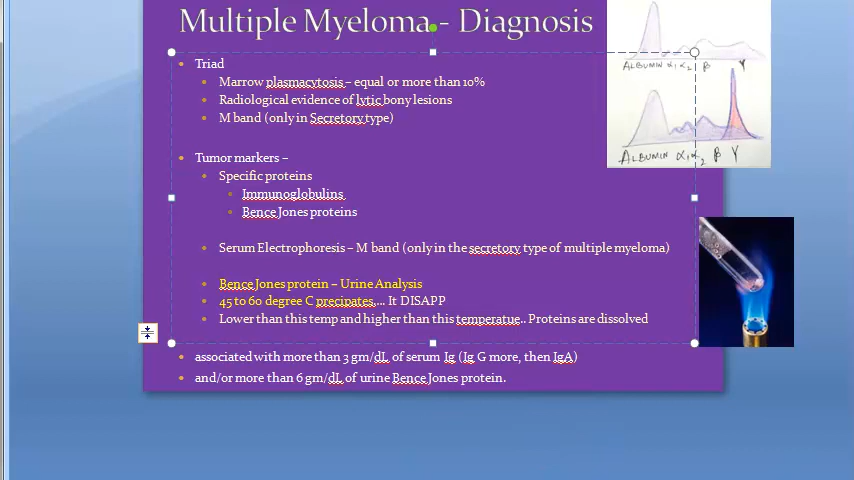 Multiple Myeloma - Diagnosis
ALBUMIN α1 α2 β γ
ALBUMIN α1 α2 β γ
Triad
Marrow plasmacytosis – equal or more than 10%
Radiological evidence of lytic bony lesions
M band (only in Secretory type)
Tumor markers –
Specific proteins
Immunoglobulins
Bence Jones proteins
Serum Electrophoresis – M band (only in the secretory type of multiple myeloma)
Bence Jones protein – Urine Analysis
45 to 60 degree C precipates,... It DISAPP
Lower than this temp and higher than this temperatue.. Proteins are dissolved
associated with more than 3 gm/dL of serum Ig (Ig G more, then IgA)
and/or more than 6 gm/dL of urine Bence Jones protein.